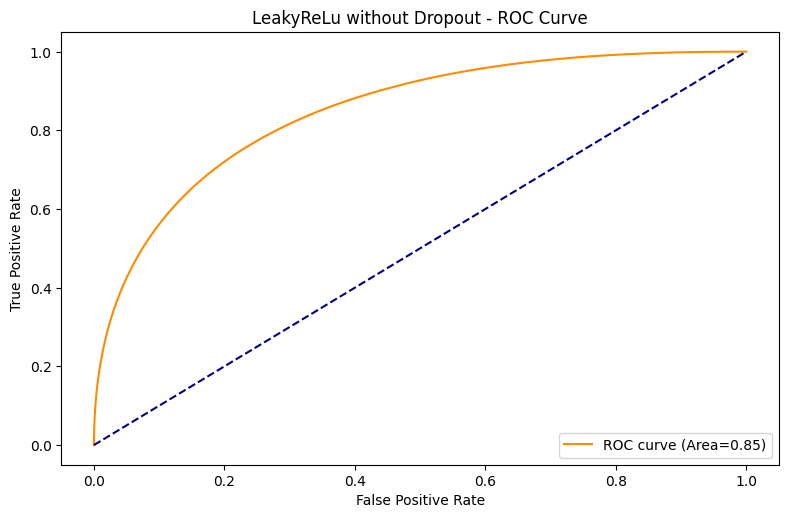 LeakyReLu without Dropout - ROC Curve
True Positive Rate
1.0
0.8
0.6
0.4
0.2
0.0
ROC curve (Area=0.85)
0.0 0.2 0.4 0.6 0.8 1.0
False Positive Rate